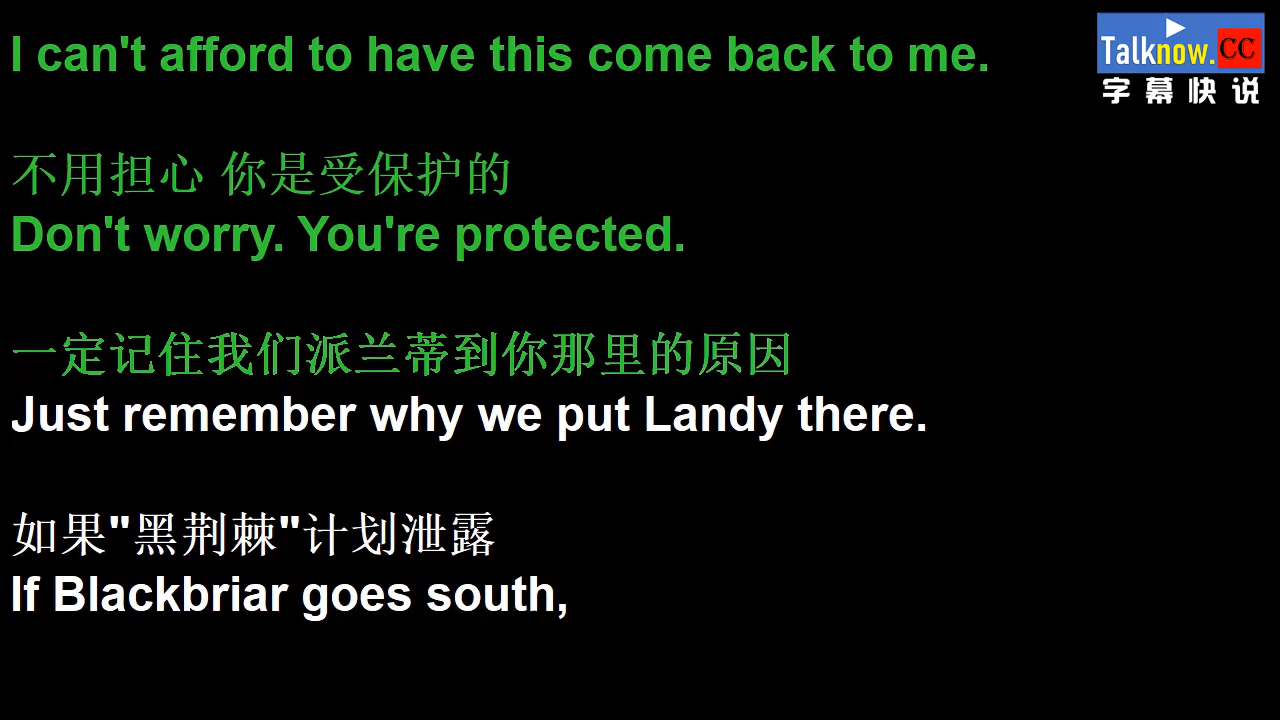 I can't afford to have this come back to me.
Talknow.CC
字幕快说
不用担心 你是受保护的
Don't worry. You're protected.
一定记住我们派兰蒂到你那里的原因
Just remember why we put Landy there.
如果"黑荆棘"计划泄露
If Blackbriar goes south,